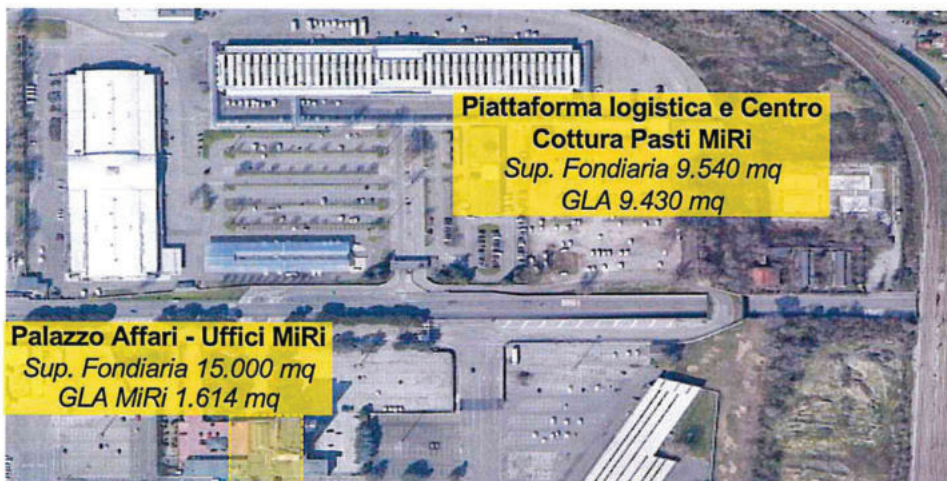 Piattaforma logistica e Centro
Cottura Pasti MiRi
Sup. Fondiaria 9.540 mq
GLA 9.430 mq
Palazzo Affari - Uffici MiRi
Sup. Fondiaria 15.000 mq
GLA MiRi 1.614 mq